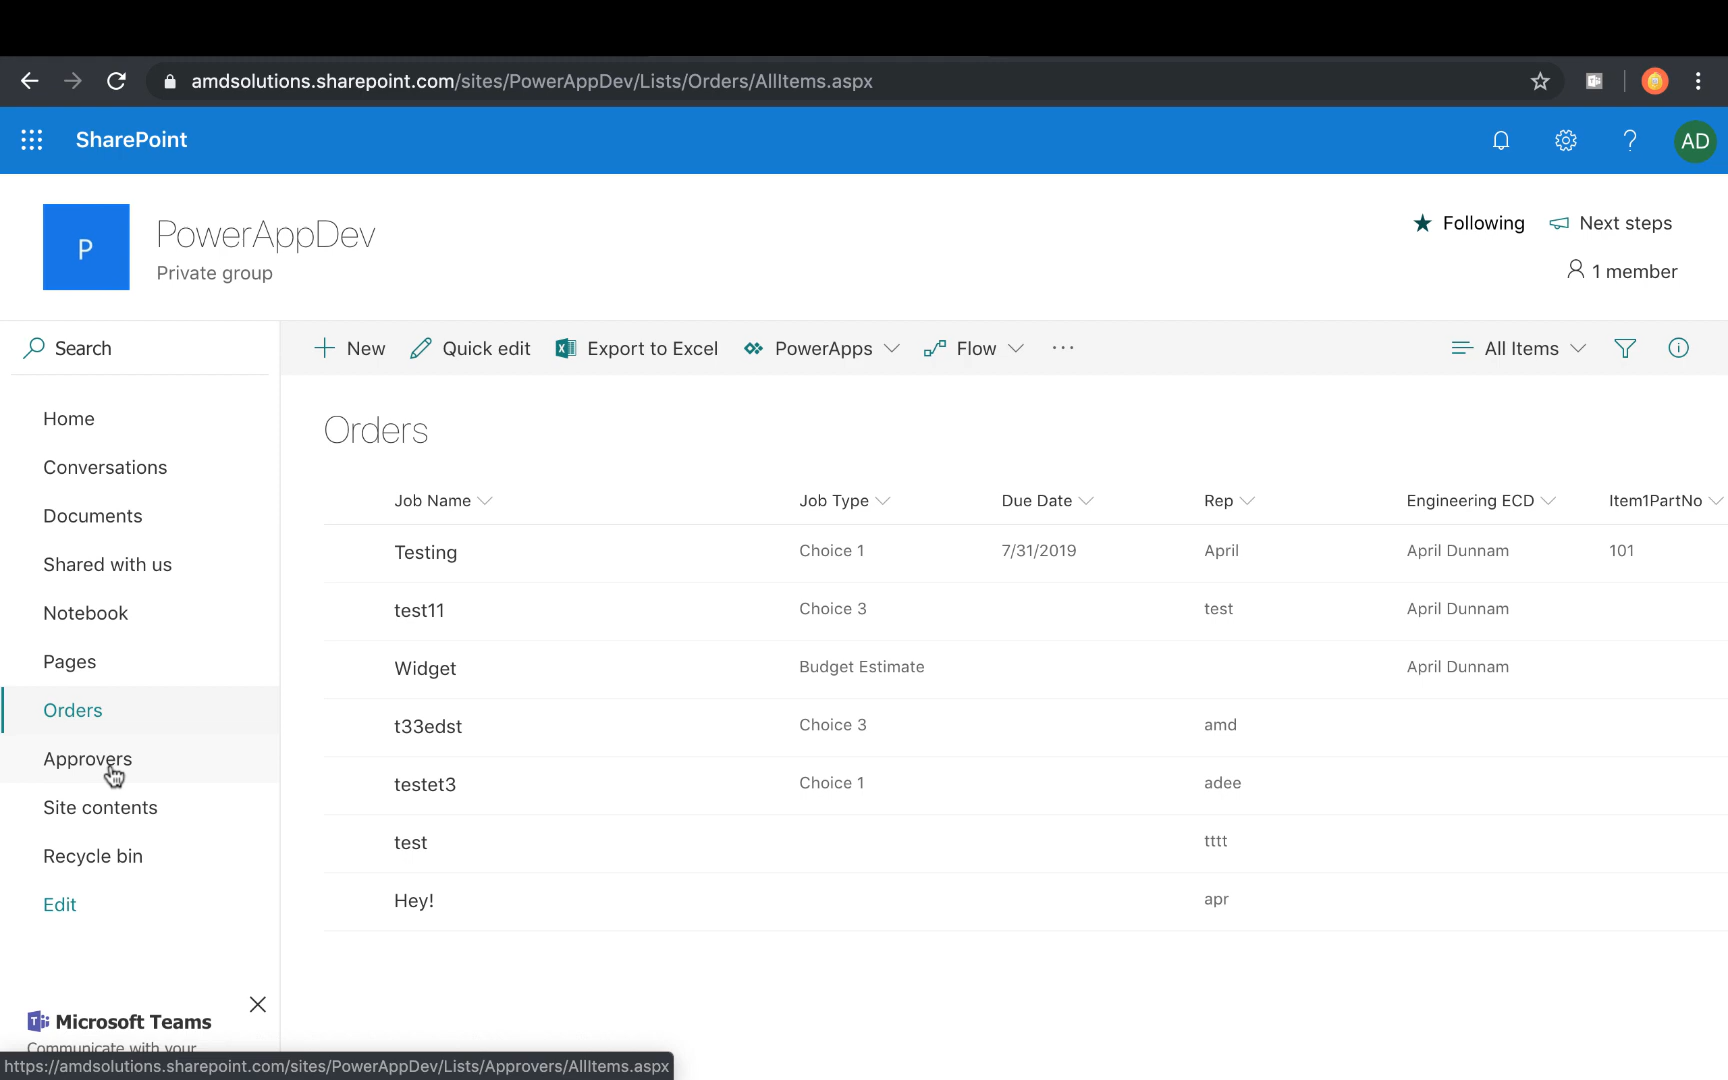 amdsolutions.sharepoint.com/sites/PowerAppDev/Lists/Orders/AllItems.aspx
SharePoint
AD
P
PowerAppDev
Private group
Following
Next steps
1 member
Search
New
Quick edit
Export to Excel
PowerApps
Flow
All Items
Home
Conversations
Documents
Shared with us
Notebook
Pages
Orders
Approvers
Site contents
Recycle bin
Edit
Orders
Job Name Job Type Due Date Rep Engineering ECD Item1PartNo
Testing Choice 1 7/31/2019 April April Dunnam 101
test11 Choice 3 test April Dunnam
Widget Budget Estimate April Dunnam
t33edst Choice 3 amd
testet3 Choice 1 adee
test tttt
Hey! apr
Microsoft Teams
Communicate with your
https://amdsolutions.sharepoint.com/sites/PowerAppDev/Lists/Approvers/AllItems.aspx